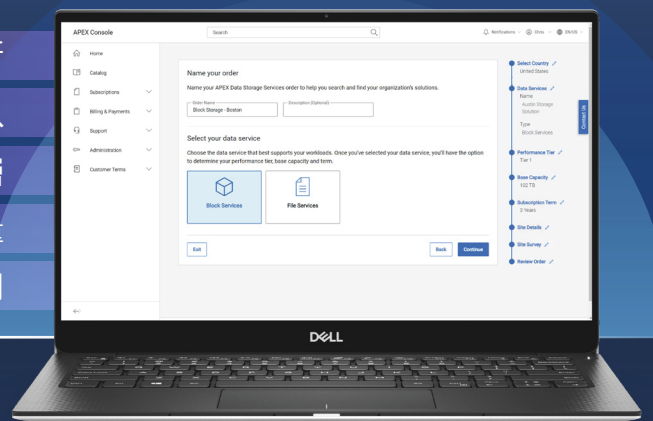 APEX Console
Search
Notifications
Chris
EN/US
Home
Catalog
Subscriptions
Billing & Payments
Support
Administration
Customer Terms
Name your order
Name your APEX Data Storage Services order to help you search and find your organization's solutions.
Order Name
Block Storage - Boston
Description (Optional)
Select your data service
Choose the data service that best supports your workloads. Once you've selected your data service, you'll have the option
to determine your performance tier, base capacity and term.
Block Services
File Services
Exit
Back
Continue
Select Country
United States
Data Services
Name
Austin Storage
Solution
Type
Block Services
Performance Tier
Tier 1
Base Capacity
102 TB
Subscription Term
3 Years
Site Details
Site Survey
Review Order
Contact Us
DELL